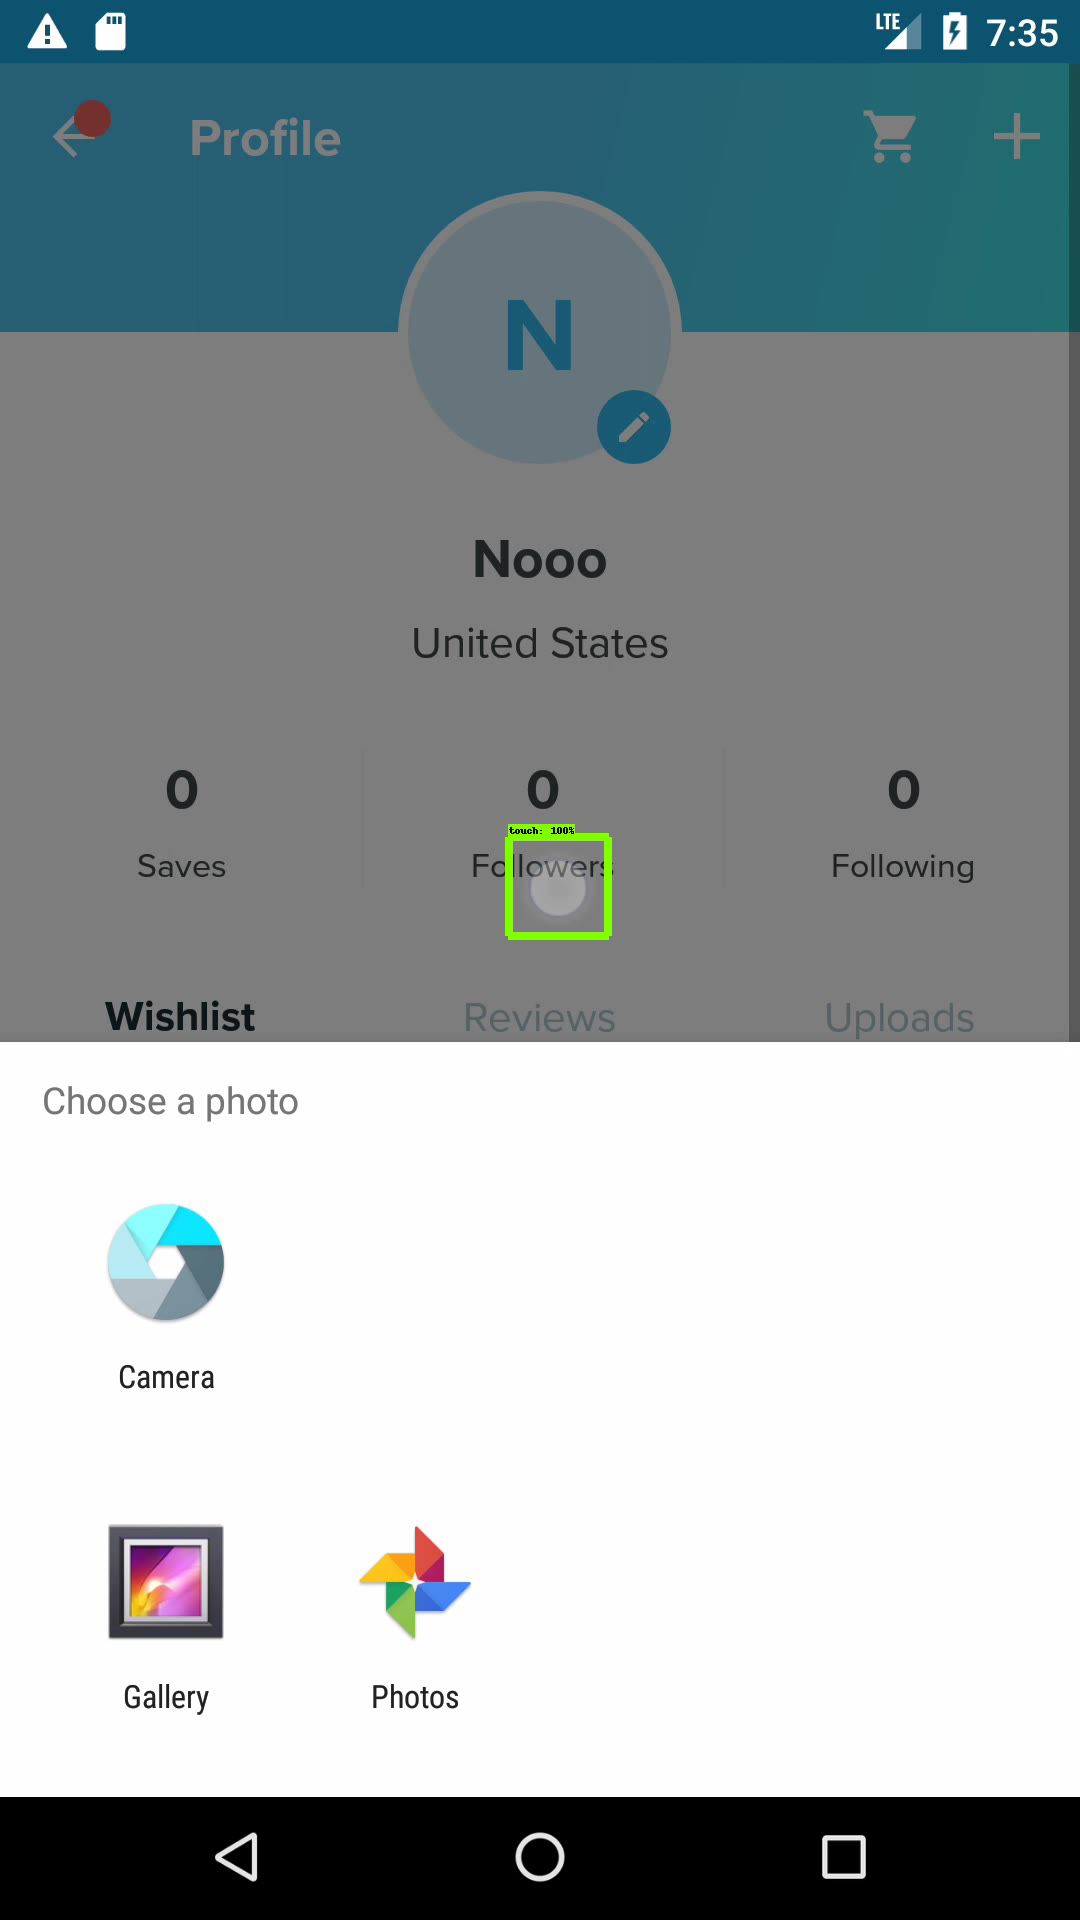 LTE 7:35
Profile
N
Nooo
United States
0 0 0
touch: 100%
Saves Followers Following
Wishlist Reviews Uploads
Choose a photo
Camera
Gallery Photos